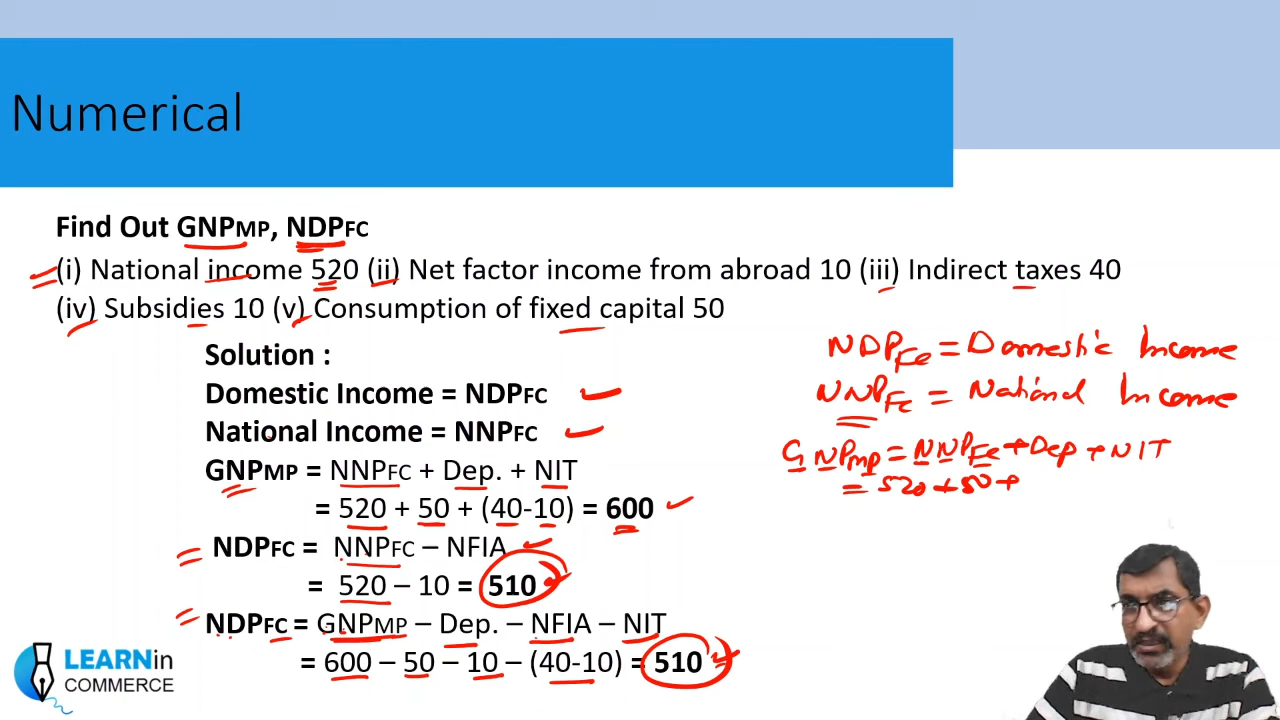 Numerical
Find Out GNPMP, NDPFC
(i) National income 520 (ii) Net factor income from abroad 10 (iii) Indirect taxes 40
(iv) Subsidies 10 (v) Consumption of fixed capital 50
Solution :
Domestic Income = NDPFC
National Income = NNPFC
GNPMP = NNPFC + Dep. + NIT
= 520 + 50 + (40-10) = 600
NDPFC = NNPFC – NFIA
= 520 – 10 = 510
NDPFC = GNPMP – Dep. – NFIA – NIT
= 600 – 50 – 10 – (40-10) = 510
NDPFc = Domestic Income
NNPFc = National Income
GNPMP = NNPFc + Dep + NIT
= 520 + 50 +
LEARNin
COMMERCE